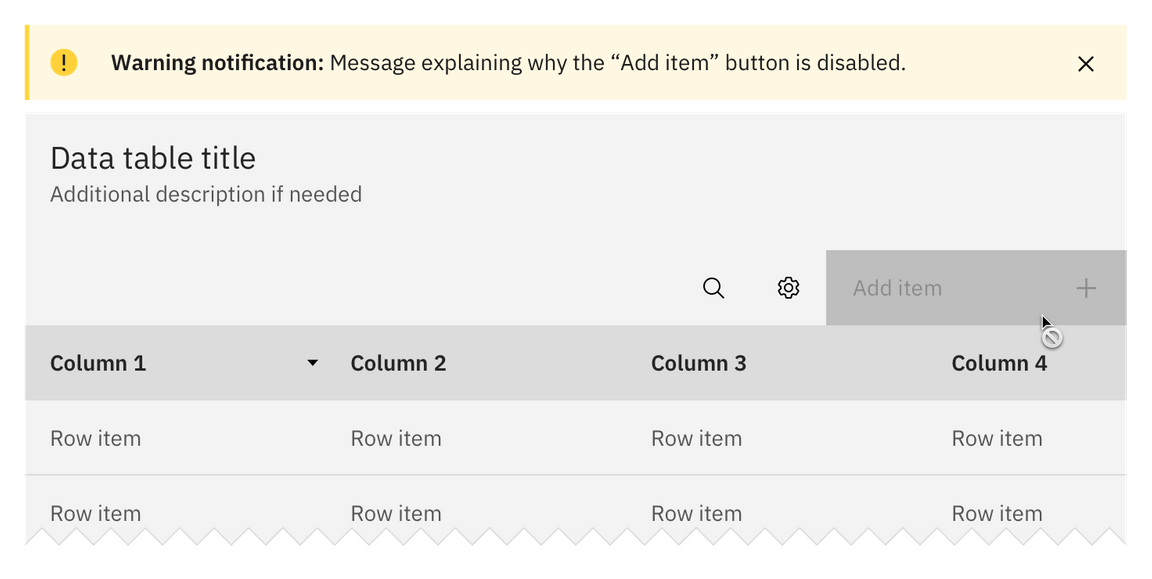 Warning notification: Message explaining why the “Add item” button is disabled.
Data table title
Additional description if needed
Add item
Column 1 Column 2 Column 3 Column 4
Row item Row item Row item Row item
Row item Row item Row item Row item